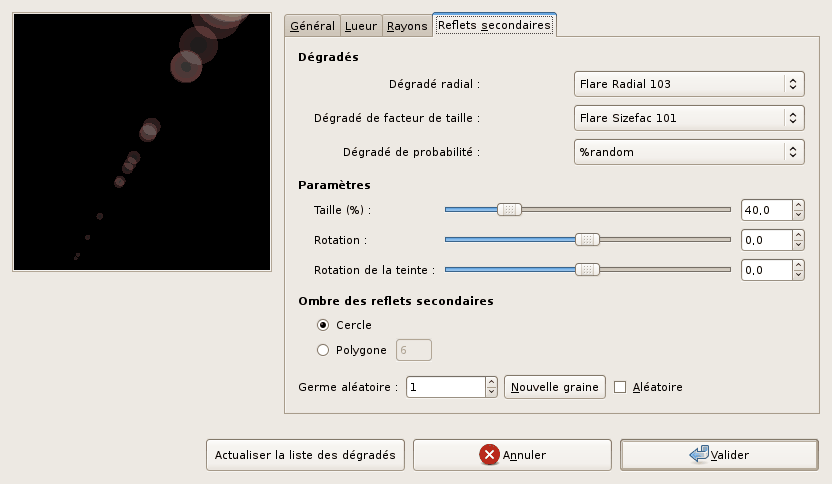 Général Lueur Rayons Reflets secondaires
Dégradés
Dégradé radial : Flare Radial 103
Dégradé de facteur de taille : Flare Sizefac 101
Dégradé de probabilité : %random
Paramètres
Taille (%) : 40,0
Rotation : 0,0
Rotation de la teinte : 0,0
Ombre des reflets secondaires
Cercle
Polygone 6
Germe aléatoire : 1 Nouvelle graine Aléatoire
Actualiser la liste des dégradés Annuler Valider